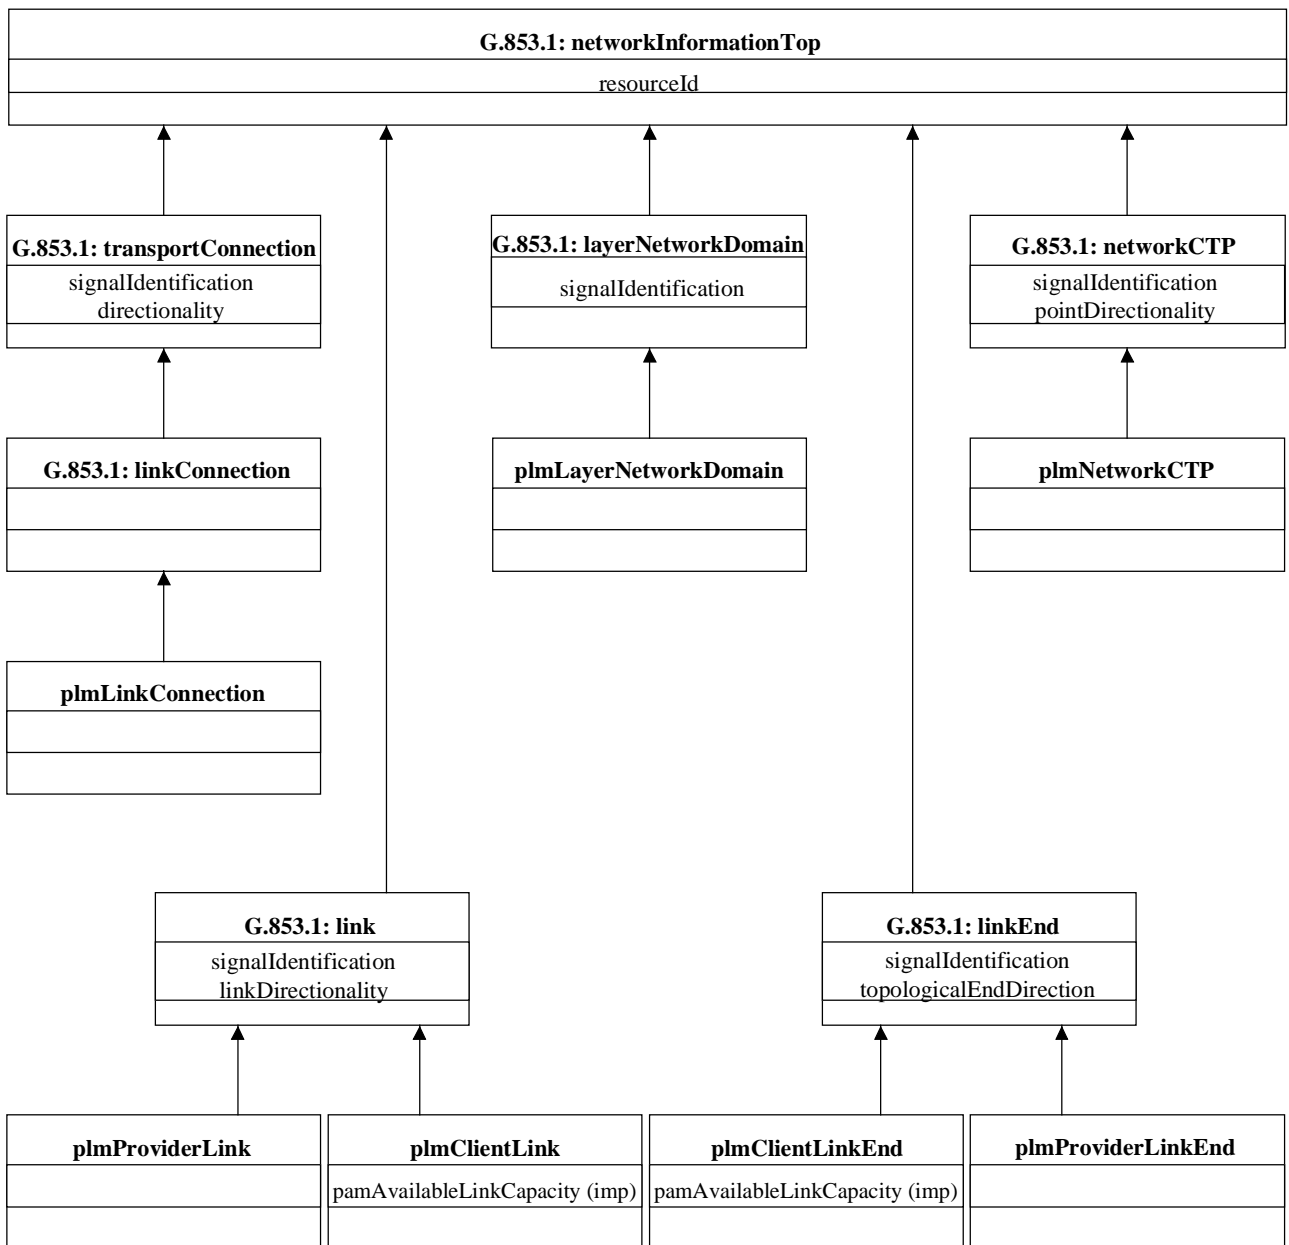 G.853.1: networkInformationTop
resourceId
G.853.1: transportConnection
signalIdentification
directionality
G.853.1: layerNetworkDomain
signalIdentification
G.853.1: networkCTP
signalIdentification
pointDirectionality
G.853.1: linkConnection
plmLayerNetworkDomain
plmNetworkCTP
plmLinkConnection
G.853.1: link
signalIdentification
linkDirectionality
G.853.1: linkEnd
signalIdentification
topologicalEndDirection
plmProviderLink
plmClientLink
pamAvailableLinkCapacity (imp)
plmClientLinkEnd
pamAvailableLinkCapacity (imp)
plmProviderLinkEnd